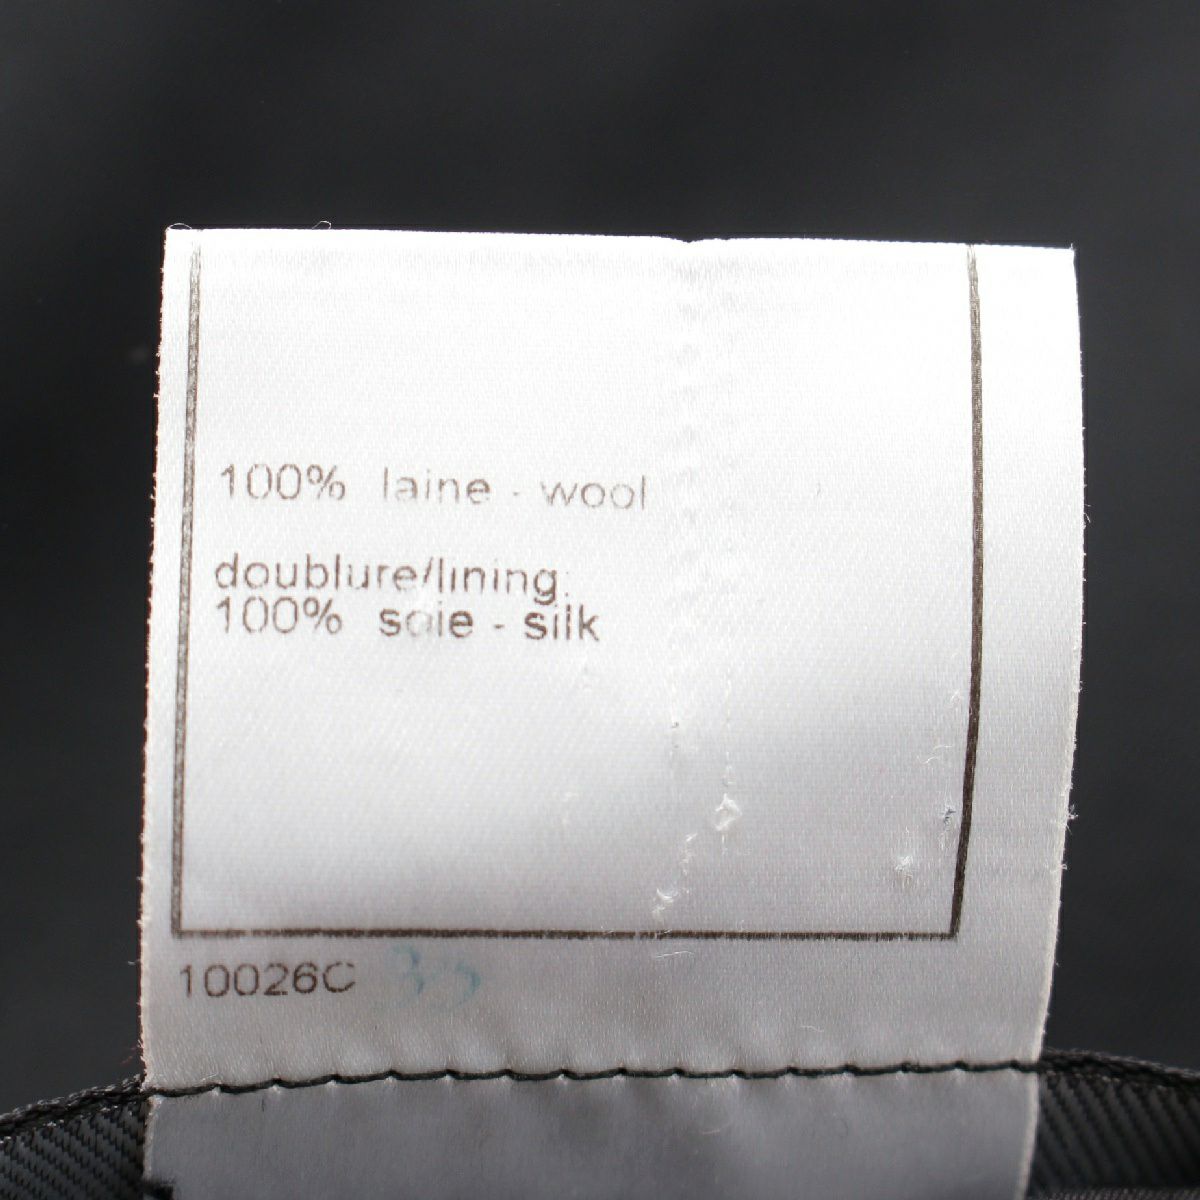 100% laine - wool
doublure/lining:
100% soie - silk
10026C